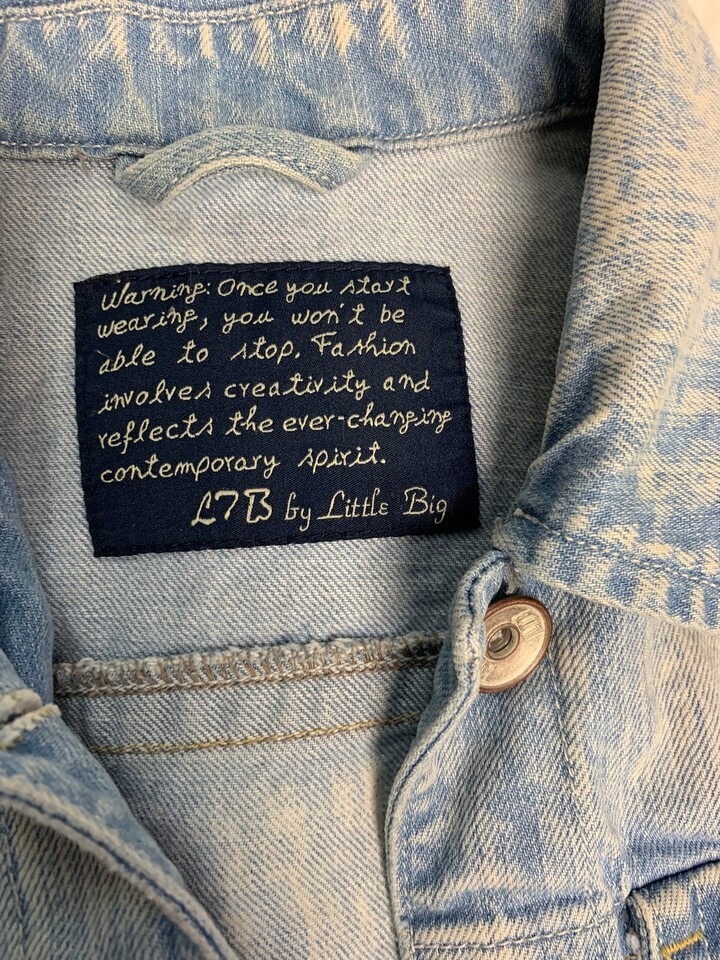 Warning: Once you start
wearing, you won't be
able to stop. Fashion
involves creativity and
reflects the ever-changing
contemporary spirit.
LTB by Little Big